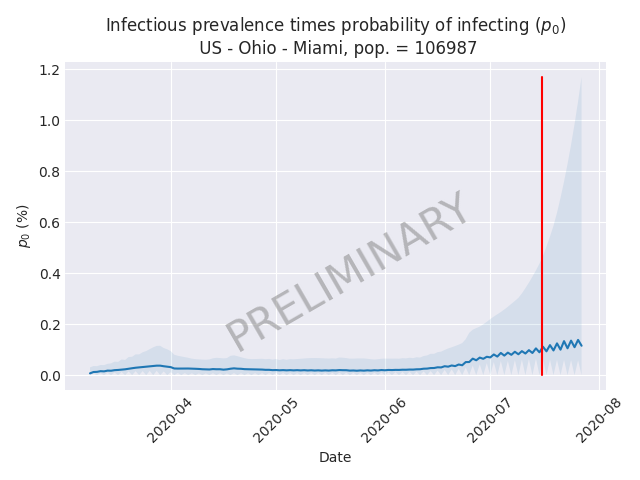 Infectious prevalence times probability of infecting (p₀)
US - Ohio - Miami, pop. = 106987
1.2
1.0
0.8
0.6
0.4
0.2
0.0
p₀ (%)
PRELIMINARY
2020-04
2020-05
2020-06
2020-07
2020-08
Date